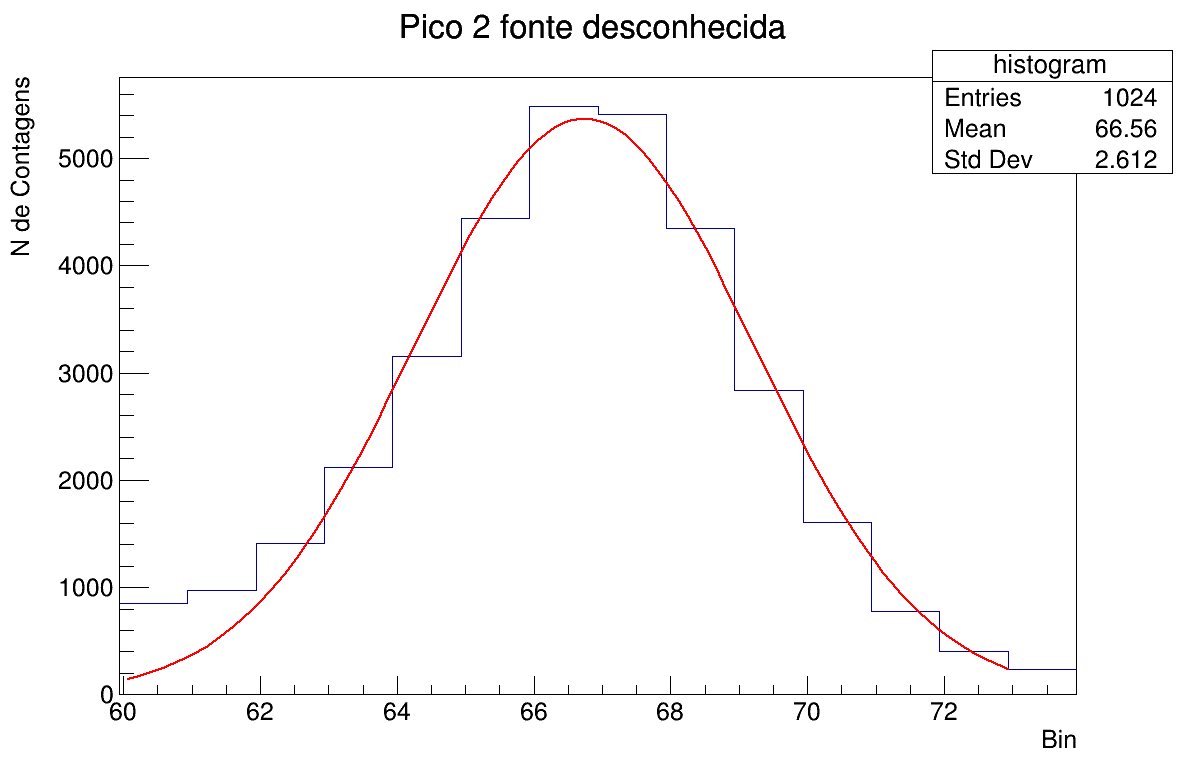 Pico 2 fonte desconhecida
histogram
Entries 1024
Mean 66.56
Std Dev 2.612
N de Contagens
5000
4000
3000
2000
1000
0
60 62 64 66 68 70 72
Bin